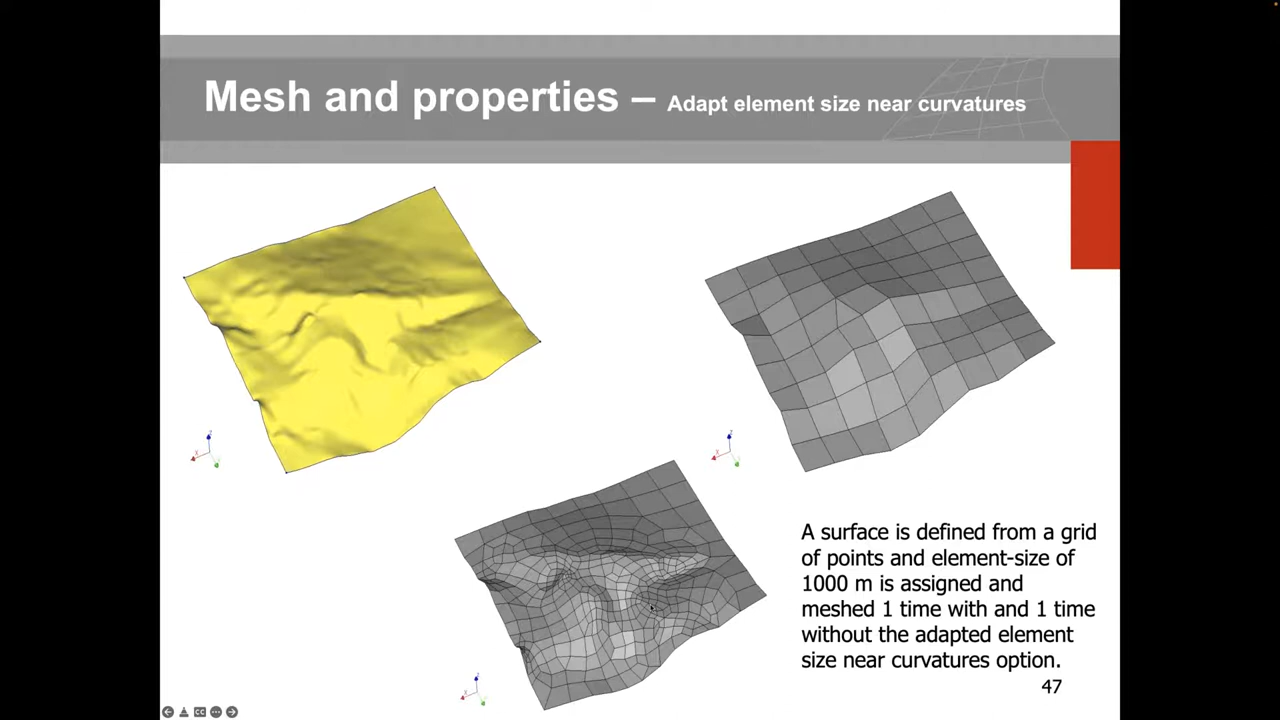 Mesh and properties – Adapt element size near curvatures
A surface is defined from a grid
of points and element-size of
1000 m is assigned and
meshed 1 time with and 1 time
without the adapted element
size near curvatures option.
47